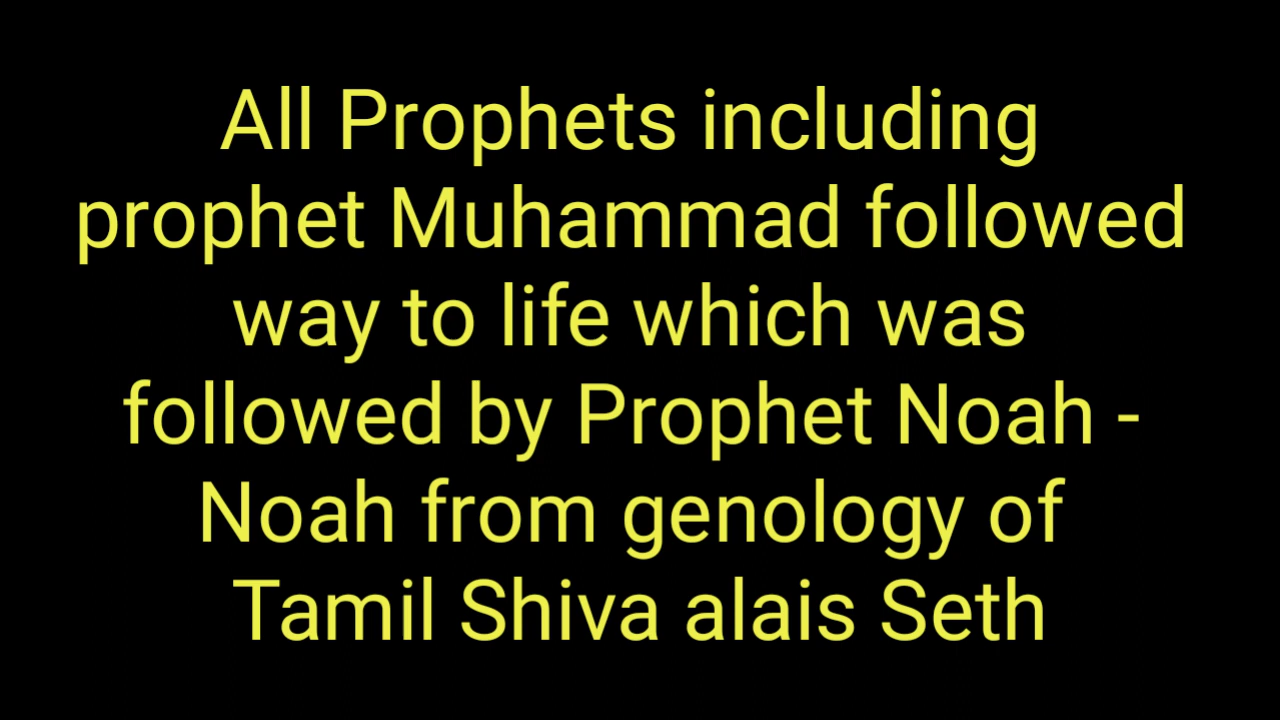 All Prophets including
prophet Muhammad followed
way to life which was
followed by Prophet Noah -
Noah from genology of
Tamil Shiva alais Seth